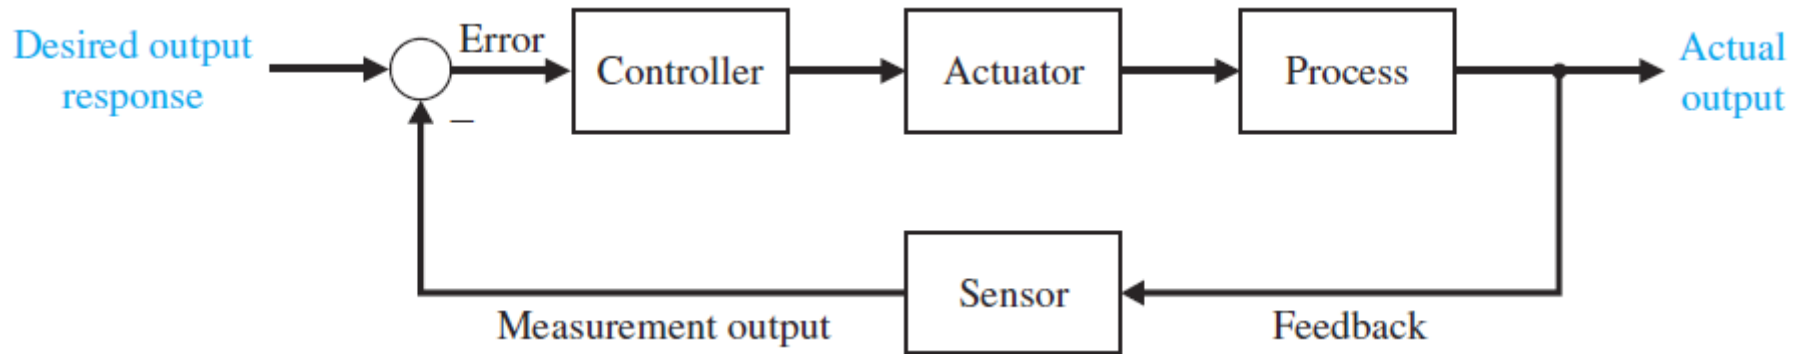 Desired output
response
Error
–
Controller
Actuator
Process
Actual
output
Sensor
Measurement output
Feedback